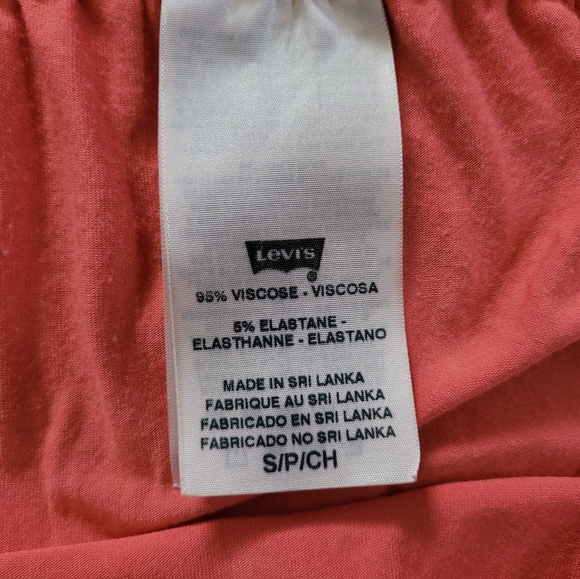 Levi's
95% VISCOSE - VISCOSA
5% ELASTANE -
ELASTHANNE - ELASTANO
MADE IN SRI LANKA
FABRIQUE AU SRI LANKA
FABRICADO EN SRI LANKA
FABRICADO NO SRI LANKA
S/P/CH